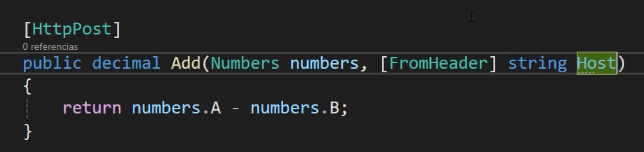 [HttpPost]
0 referencias
public decimal Add(Numbers numbers, [FromHeader] string Host)
{
return numbers.A - numbers.B;
}